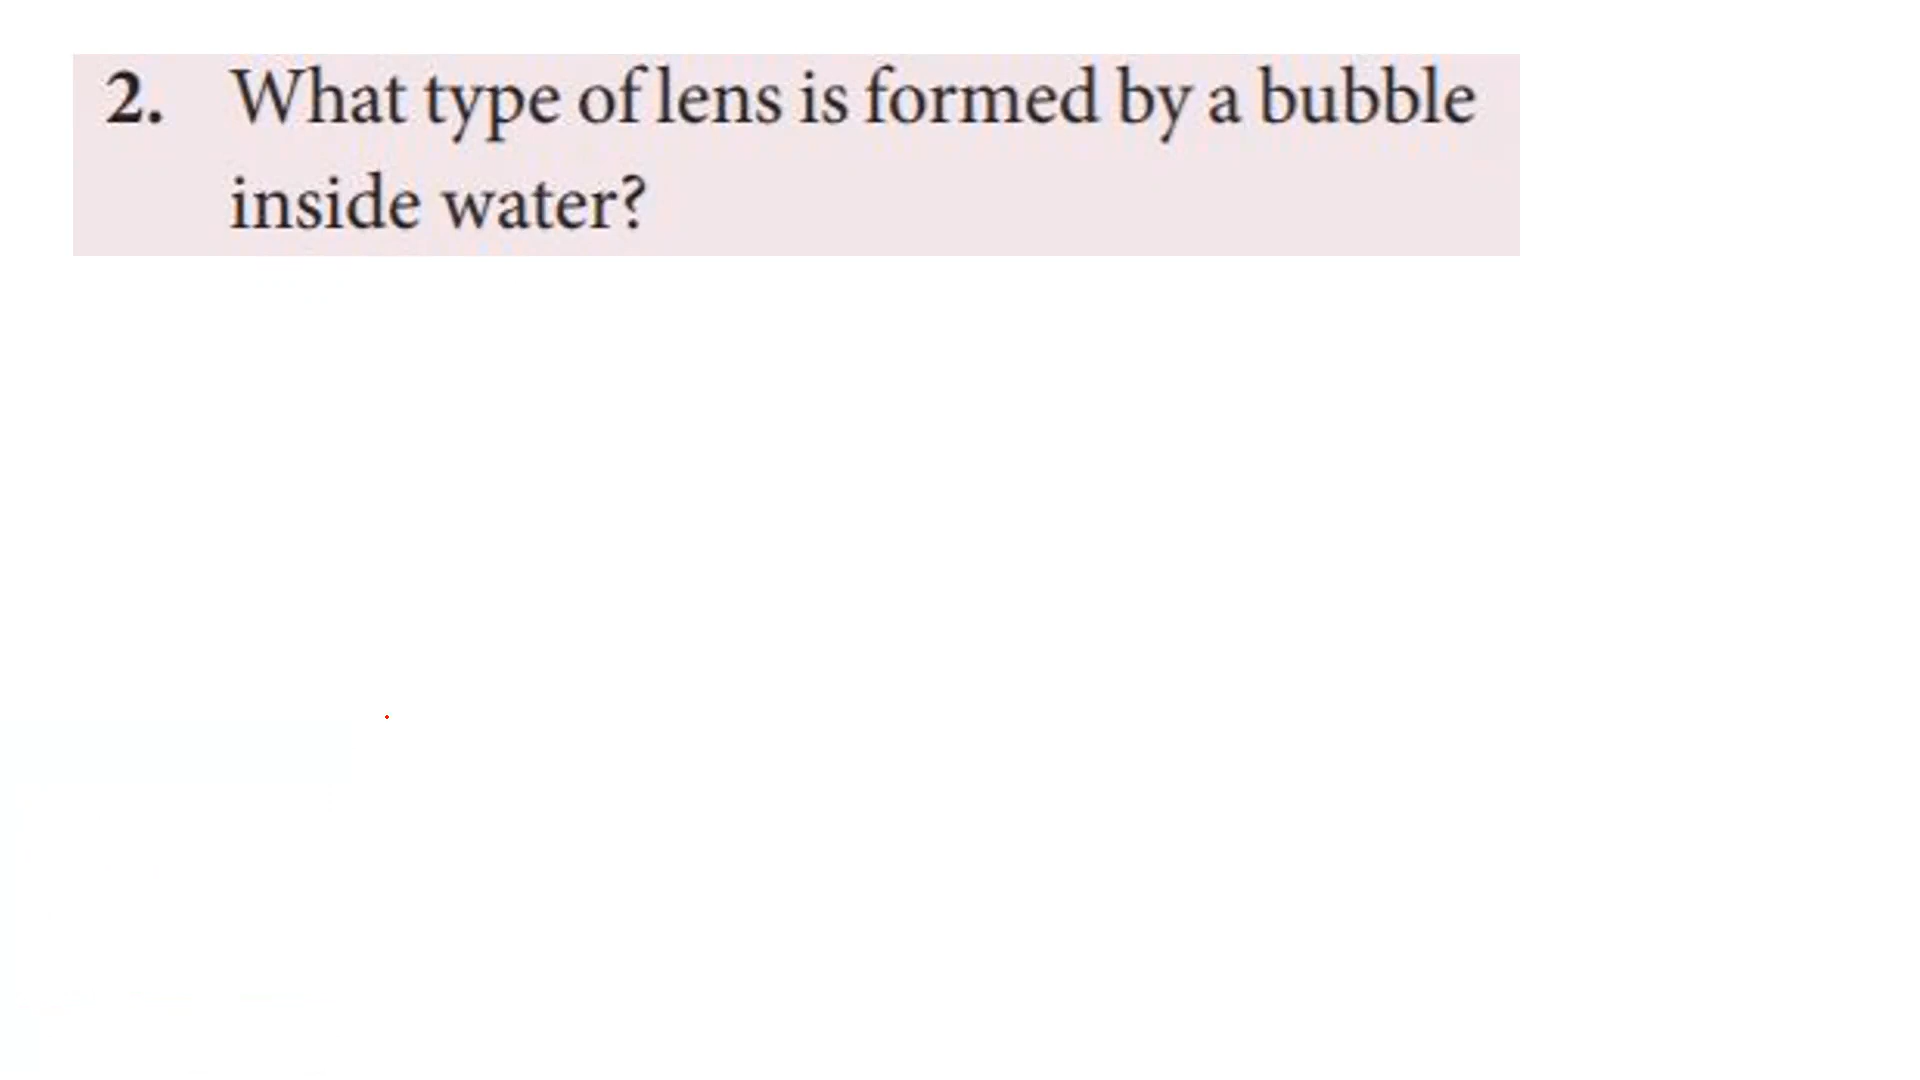 2. What type of lens is formed by a bubble
inside water?